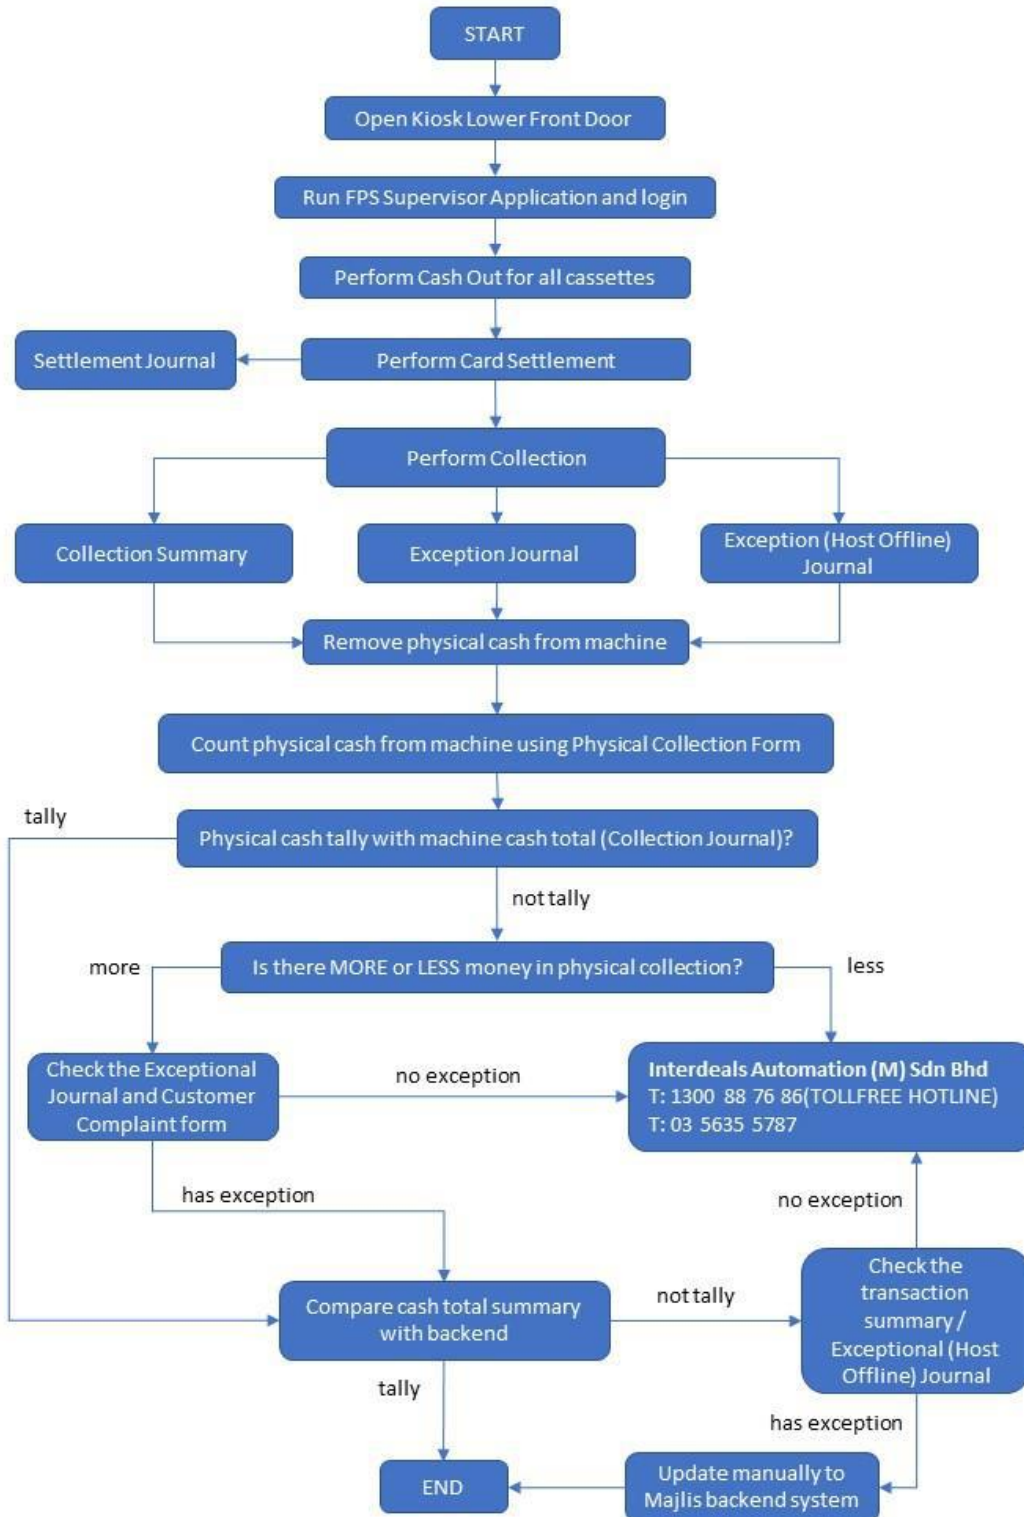 START
Open Kiosk Lower Front Door
Run FPS Supervisor Application and login
Perform Cash Out for all cassettes
Settlement Journal
Perform Card Settlement
Perform Collection
Collection Summary
Exception Journal
Exception (Host Offline)
Journal
Remove physical cash from machine
Count physical cash from machine using Physical Collection Form
tally
Physical cash tally with machine cash total (Collection Journal)?
not tally
more
Is there MORE or LESS money in physical collection?
less
Check the Exceptional
Journal and Customer
Complaint form
no exception
Interdeals Automation (M) Sdn Bhd
T: 1300 88 76 86(TOLLFREE HOTLINE)
T: 03 5635 5787
has exception
no exception
Compare cash total summary
with backend
not tally
Check the
transaction
summary /
Exceptional (Host
Offline) Journal
tally
has exception
END
Update manually to
Majlis backend system